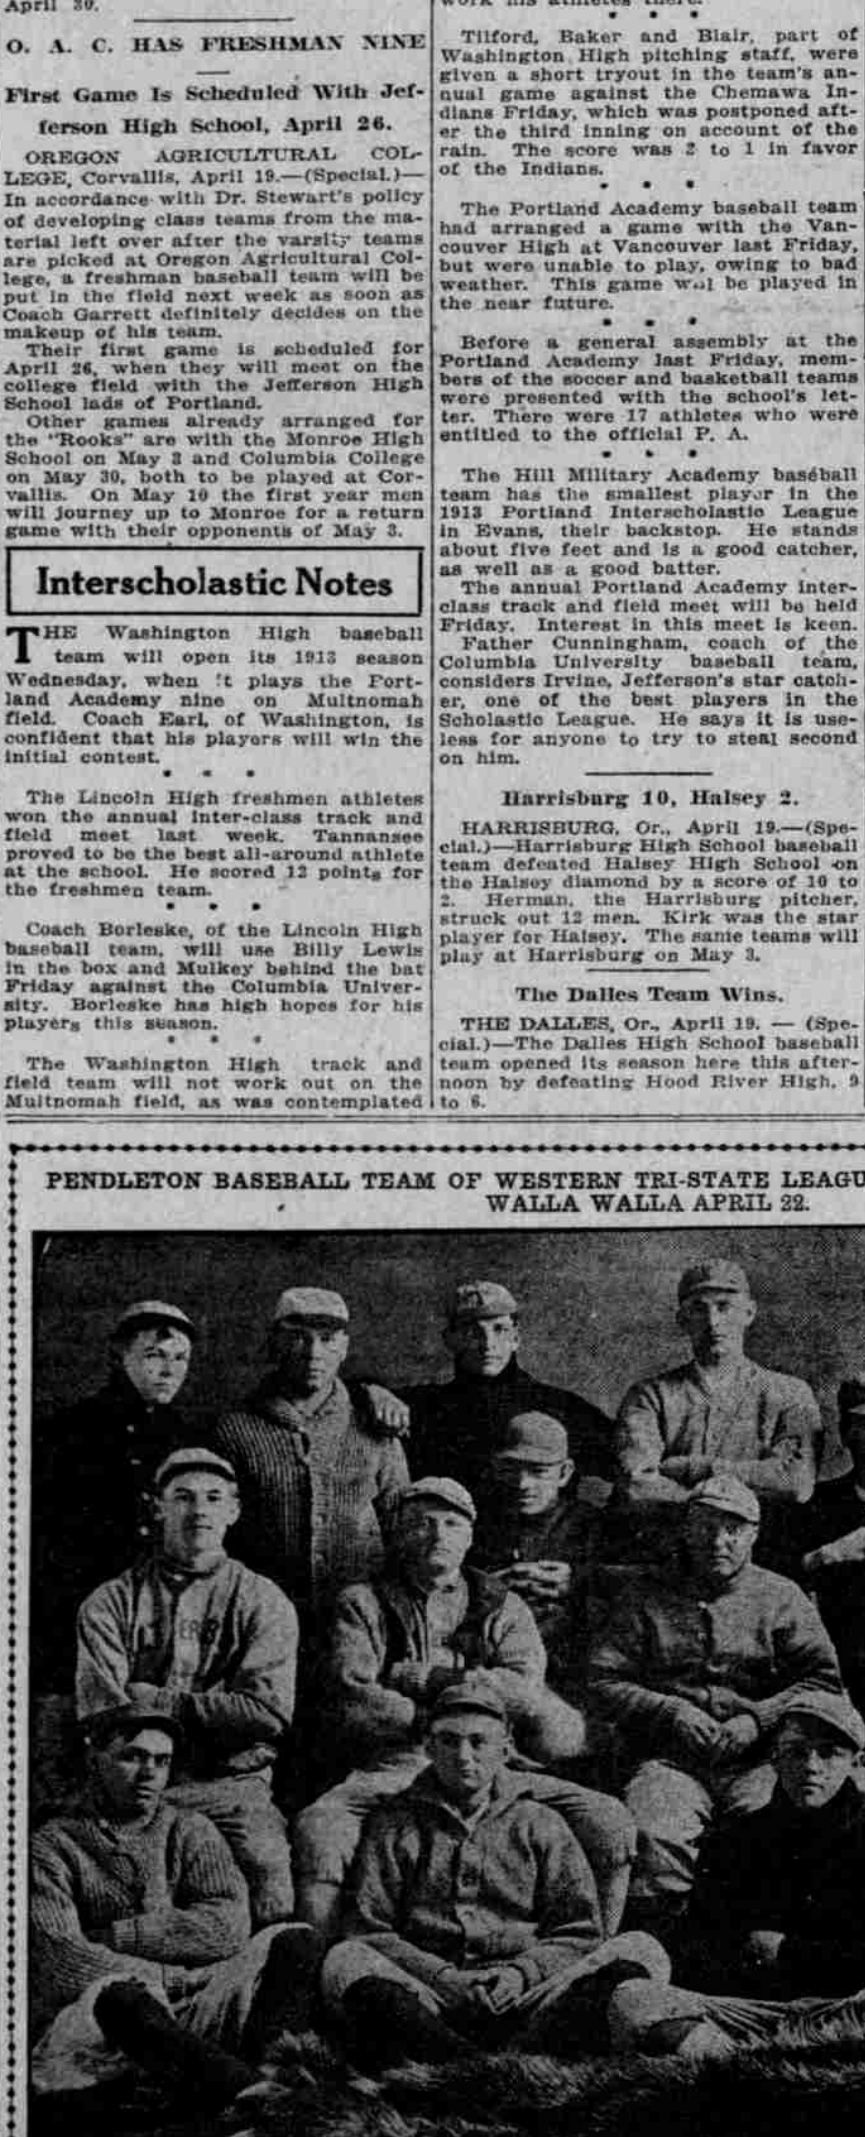 April 30.
O. A. C. HAS FRESHMAN NINE
First Game Is Scheduled With Jef-
ferson High School, April 26.
OREGON AGRICULTURAL COL-
LEGE, Corvallis, April 19.—(Special.)—
In accordance with Dr. Stewart's policy
of developing class teams from the ma-
terial left over after the varsity teams
are picked at Oregon Agricultural Col-
lege, a freshman baseball team will be
put in the field next week as soon as
Coach Garrett definitely decides on the
makeup of his team.
Their first game is scheduled for
April 26, when they will meet on the
college field with the Jefferson High
School lads of Portland.
Other games already arranged for
the "Rooks" are with the Monroe High
School on May 3 and Columbia College
on May 30, both to be played at Cor-
vallis. On May 10 the first year men
will journey up to Monroe for a return
game with their opponents of May 3.
Interscholastic Notes
THE Washington High baseball
team will open its 1913 season
Wednesday, when it plays the Port-
land Academy nine on Multnomah
field. Coach Earl, of Washington, is
confident that his players will win the
initial contest.
* * *
The Lincoln High freshmen athletes
won the annual inter-class track and
field meet last week. Tannansee
proved to be the best all-around athlete
at the school. He scored 12 points for
the freshmen team.
* * *
Coach Borleske, of the Lincoln High
baseball team, will use Billy Lewis
in the box and Mulkey behind the bat
Friday against the Columbia Univer-
sity. Borleske has high hopes for his
players this season.
* * *
The Washington High track and
field team will not work out on the
Multnomah field, as was contemplated
work his athletes there.
* * *
Tilford, Baker and Blair, part of
Washington High pitching staff, were
given a short tryout in the team's an-
nual game against the Chemawa In-
dians Friday, which was postponed aft-
er the third inning on account of the
rain. The score was 2 to 1 in favor
of the Indians.
* * *
The Portland Academy baseball team
had arranged a game with the Van-
couver High at Vancouver last Friday,
but were unable to play, owing to bad
weather. This game will be played in
the near future.
* * *
Before a general assembly at the
Portland Academy last Friday, mem-
bers of the soccer and basketball teams
were presented with the school's let-
ter. There were 17 athletes who were
entitled to the official P. A.
* * *
The Hill Military Academy baseball
team has the smallest player in the
1913 Portland Interscholastic League
in Evans, their backstop. He stands
about five feet and is a good catcher,
as well as a good batter.
The annual Portland Academy inter-
class track and field meet will be held
Friday. Interest in this meet is keen.
Father Cunningham, coach of the
Columbia University baseball team,
considers Irvine, Jefferson's star catch-
er, one of the best players in the
Scholastic League. He says it is use-
less for anyone to try to steal second
on him.
Harrisburg 10, Halsey 2.
HARRISBURG, Or., April 19.—(Spe-
cial.)—Harrisburg High School baseball
team defeated Halsey High School on
the Halsey diamond by a score of 10 to
2. Herman, the Harrisburg pitcher,
struck out 12 men. Kirk was the star
player for Halsey. The same teams will
play at Harrisburg on May 3.
The Dalles Team Wins.
THE DALLES, Or., April 19. — (Spe-
cial.)—The Dalles High School baseball
team opened its season here this after-
noon by defeating Hood River High, 9
to 6.
PENDLETON BASEBALL TEAM OF WESTERN TRI-STATE LEAGU
WALLA WALLA APRIL 22.